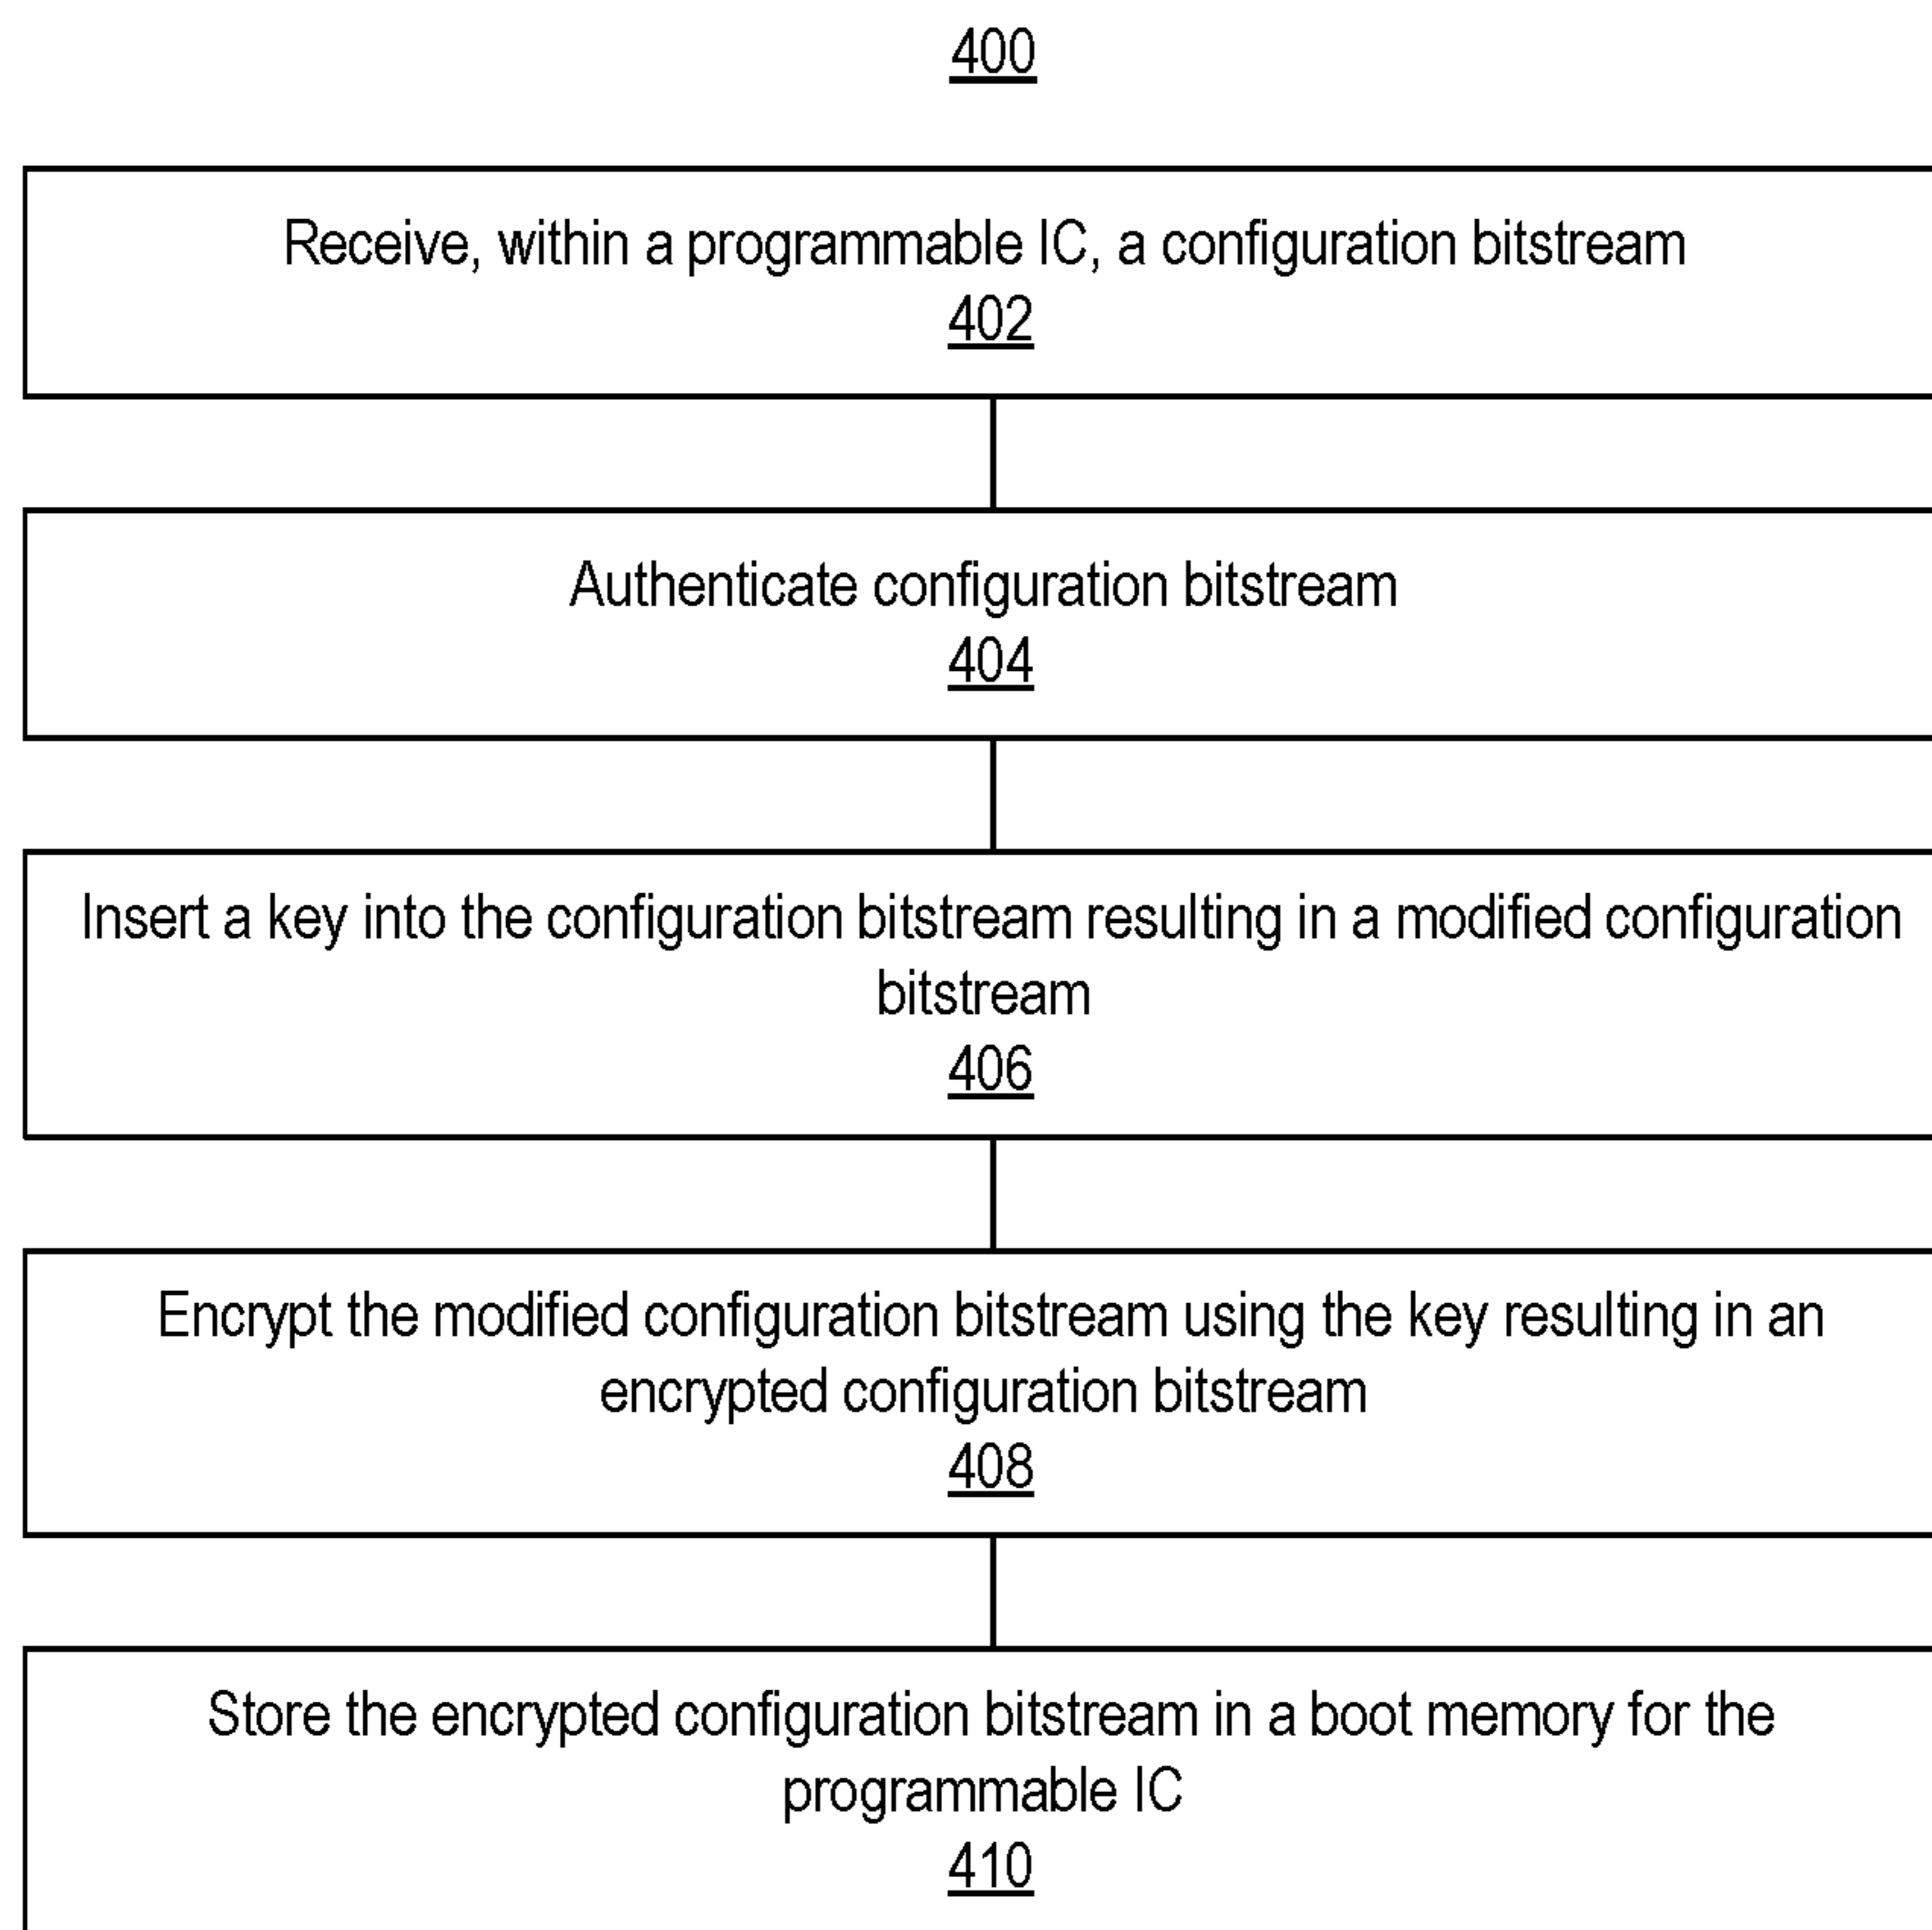 400
Receive, within a programmable IC, a configuration bitstream
402
Authenticate configuration bitstream
404
Insert a key into the configuration bitstream resulting in a modified configuration
bitstream
406
Encrypt the modified configuration bitstream using the key resulting in an
encrypted configuration bitstream
408
Store the encrypted configuration bitstream in a boot memory for the
programmable IC
410